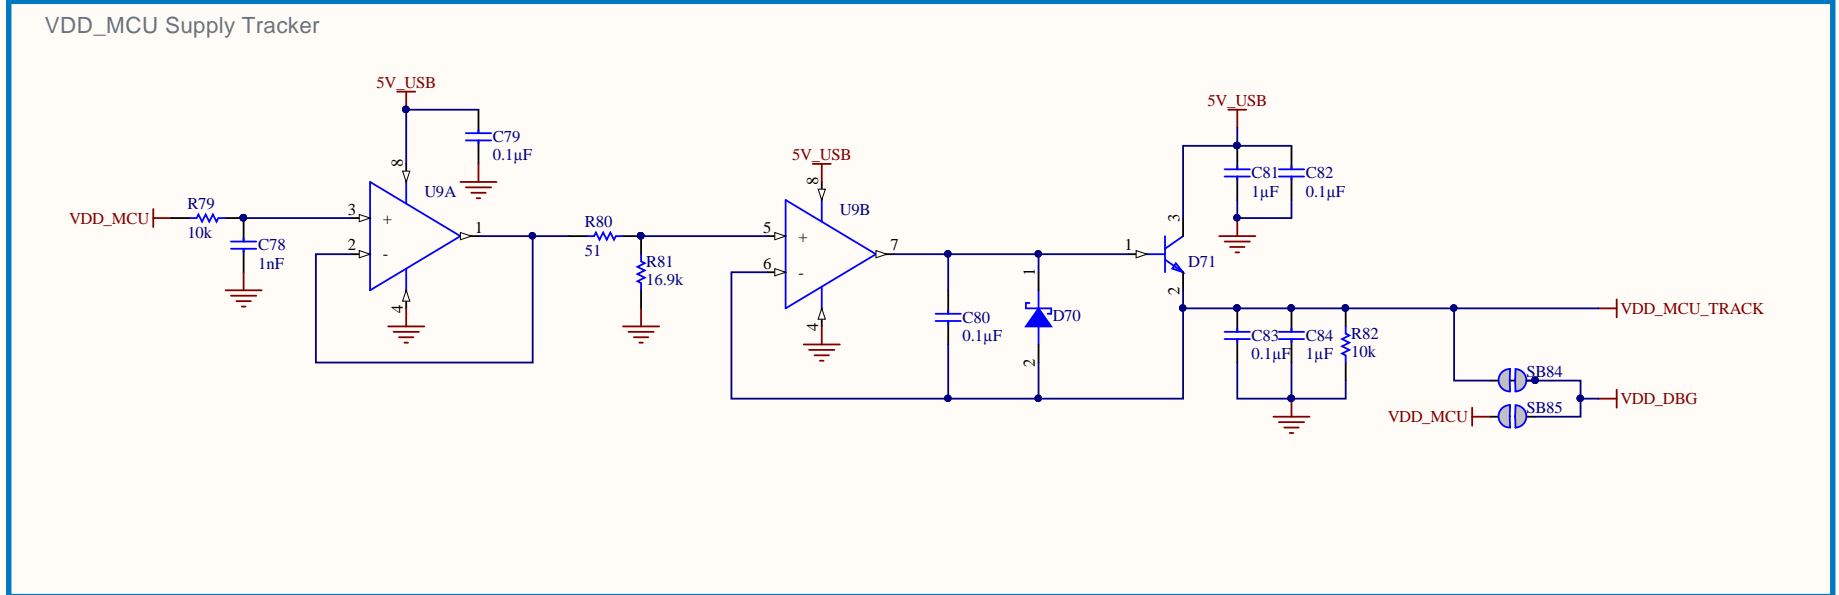 VDD_MCU Supply Tracker
5V_USB
C79
0.1µF
8
U9A
VDD_MCU
R79
10k
C78
1nF
3
+
2
-
1
4
R80
51
R81
16.9k
5V_USB
8
U9B
5
+
6
-
7
4
C80
0.1µF
1
D70
2
5V_USB
C81
1µF
C82
0.1µF
3
1
D71
2
C83
0.1µF
C84
1µF
R82
10k
VDD_MCU_TRACK
SB84
VDD_DBG
VDD_MCU
SB85